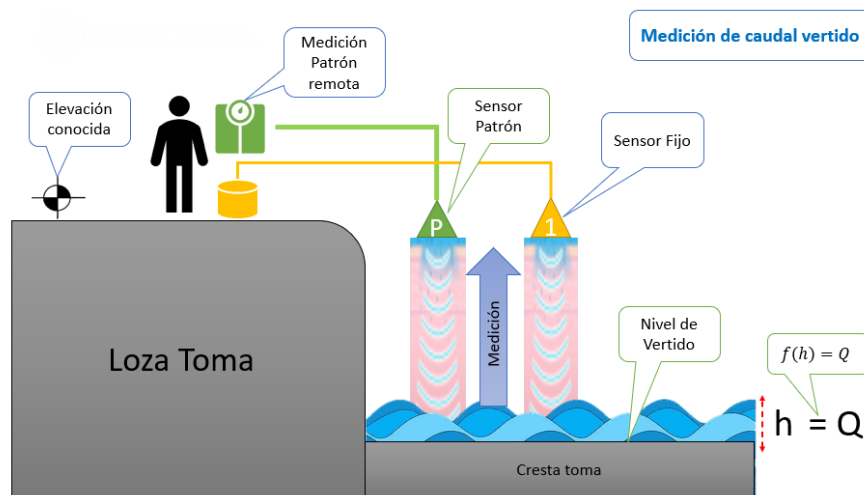 Medición de caudal vertido
Medición
Patrón
remota
Elevación
conocida
Sensor
Patrón
Sensor Fijo
P
1
Medición
Loza Toma
Nivel de
Vertido
f(h) = Q
h = Q
Cresta toma